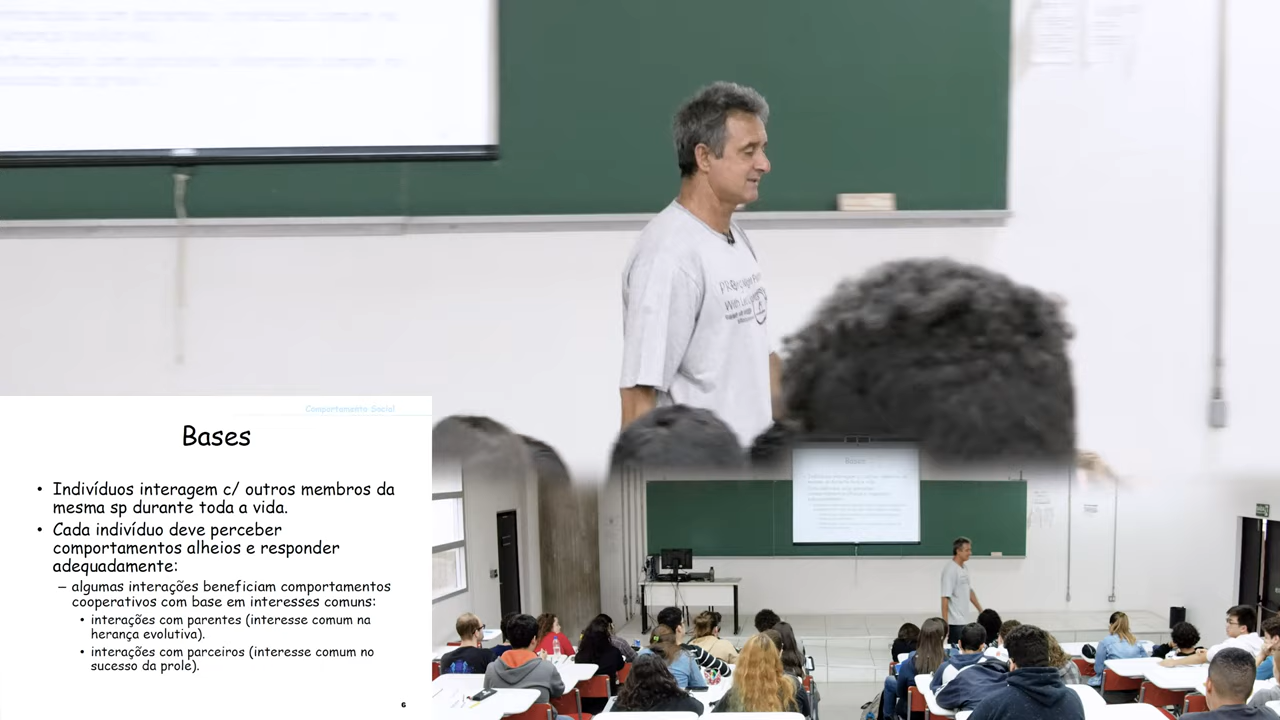 Comportamento Social
Bases
• Indivíduos interagem c/ outros membros da
mesma sp durante toda a vida.
• Cada indivíduo deve perceber
comportamentos alheios e responder
adequadamente:
– algumas interações beneficiam comportamentos
cooperativos com base em interesses comuns:
• interações com parentes (interesse comum na
herança evolutiva).
• interações com parceiros (interesse comum no
sucesso da prole).
6
With
Bases